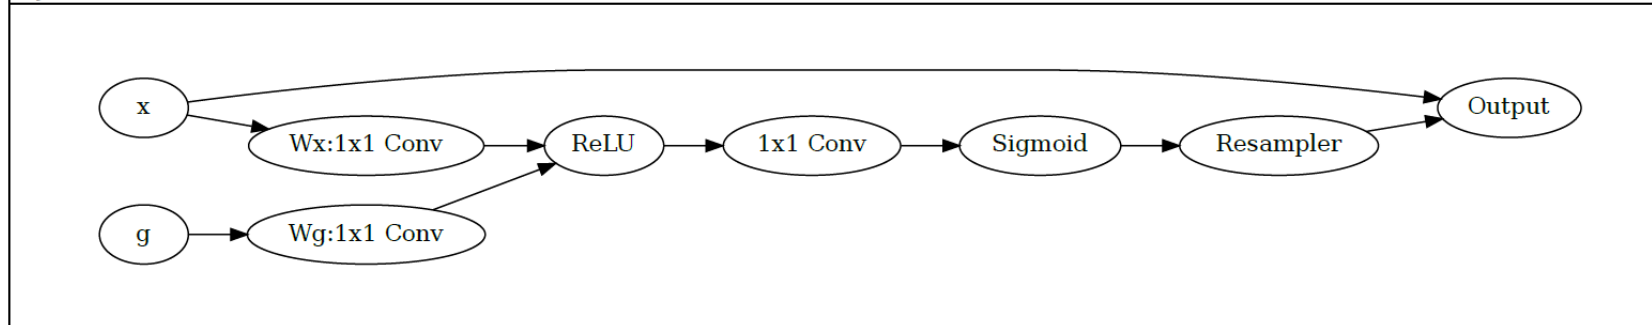 x
Output
Wx:1x1 Conv
ReLU
1x1 Conv
Sigmoid
Resampler
g
Wg:1x1 Conv